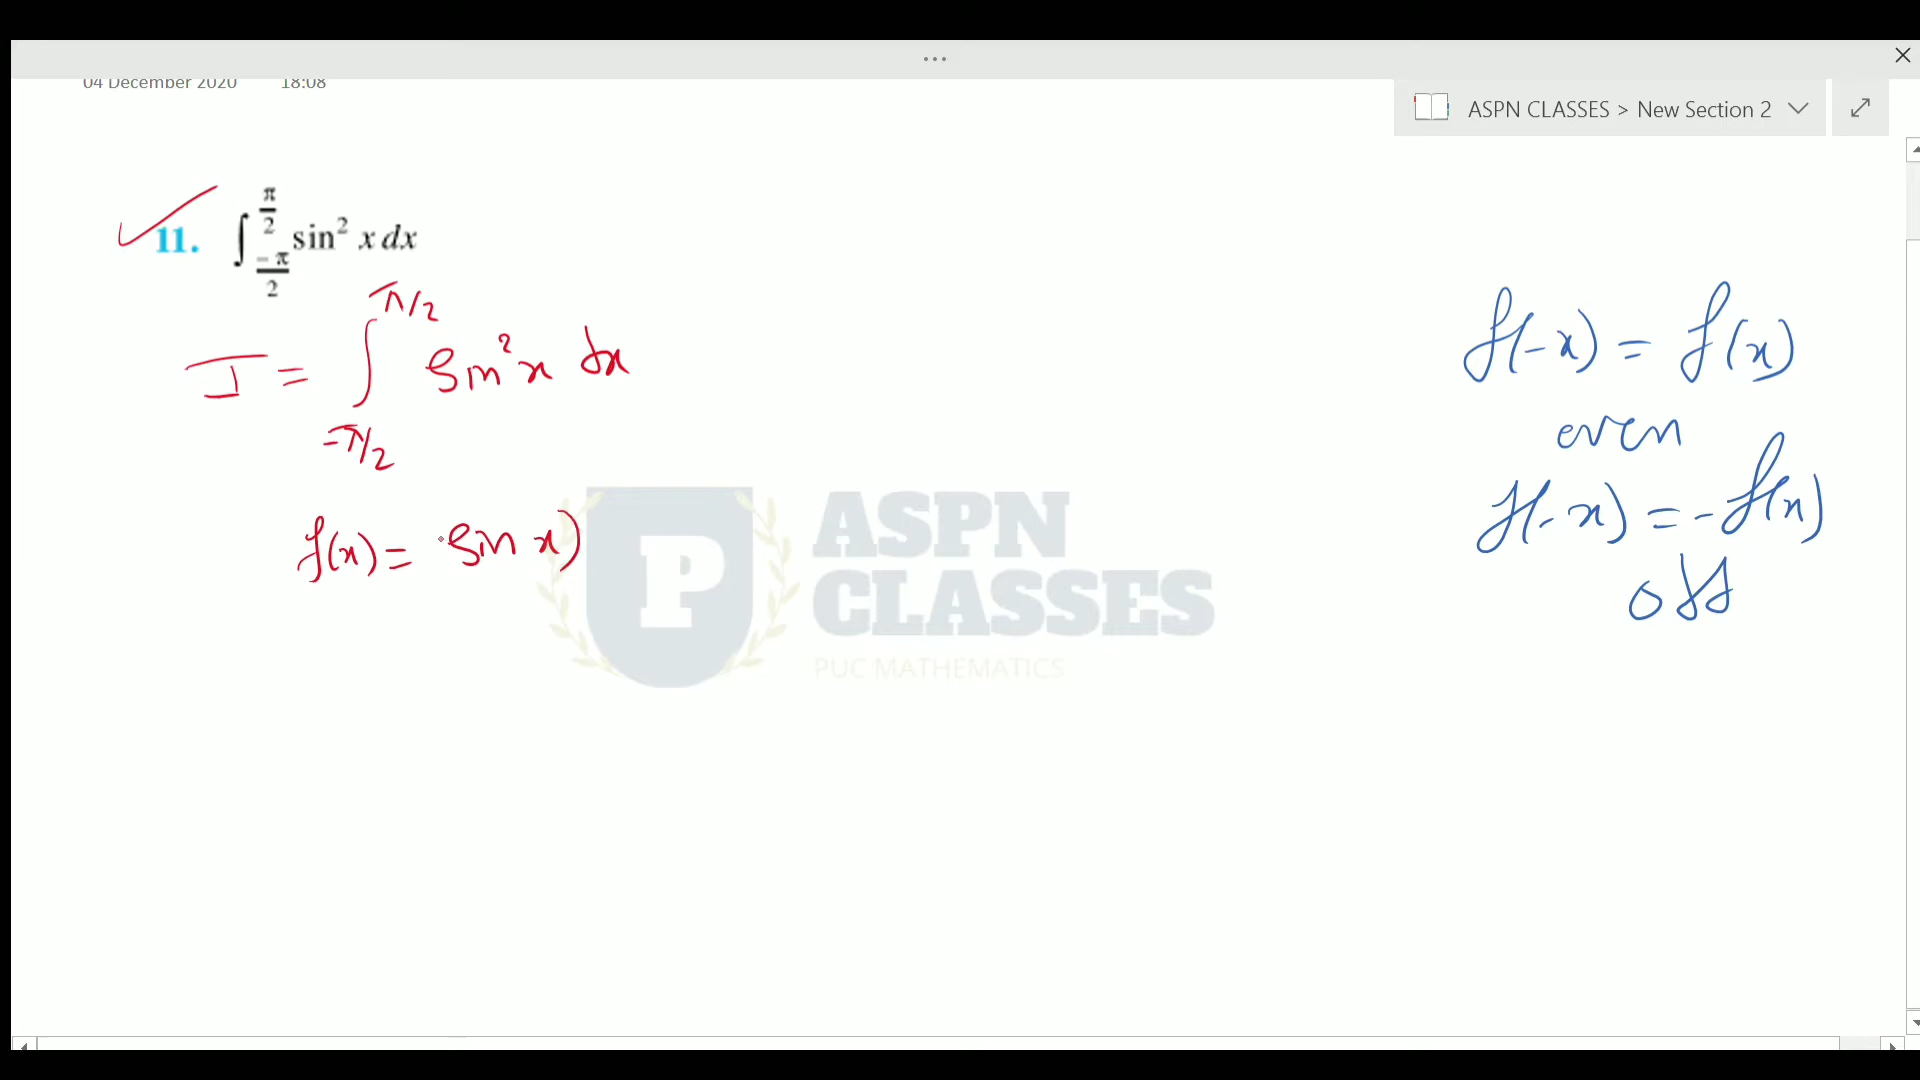 04 December 2020 18:08
ASPN CLASSES > New Section 2
11. ∫_{-π/2}^{π/2} sin² x dx
I = ∫_{-π/2}^{π/2} sin²x dx
f(x) = sin x)
f(-x) = f(x)
even
f(-x) = -f(x)
odd
P
ASPN
CLASSES
PUC MATHEMATICS